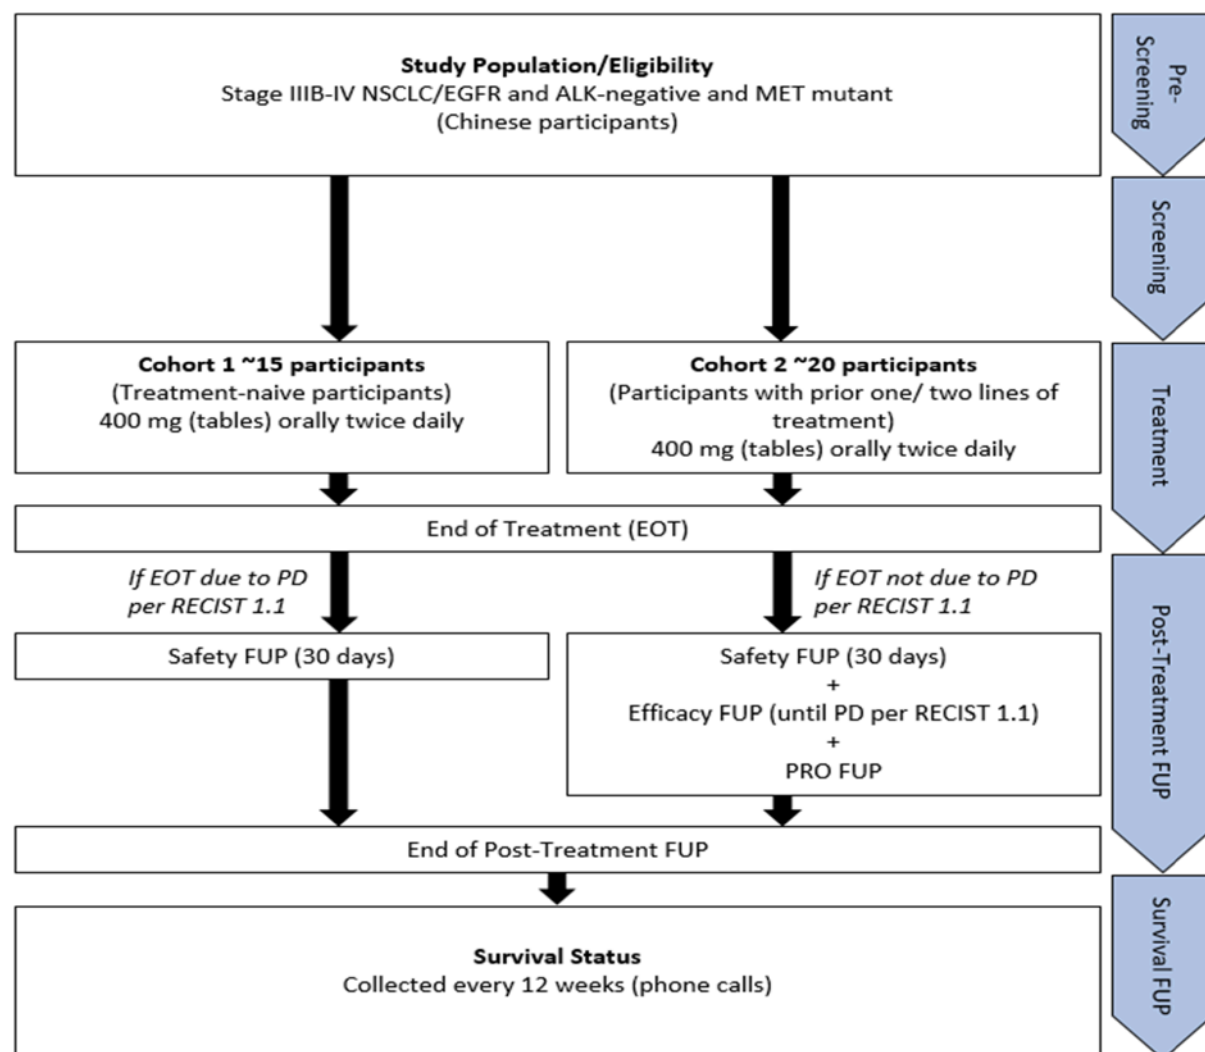 Study Population/Eligibility
Stage IIIB-IV NSCLC/EGFR and ALK-negative and MET mutant
(Chinese participants)
Pre-
Screening
Screening
Cohort 1 ~15 participants
(Treatment-naive participants)
400 mg (tables) orally twice daily
Cohort 2 ~20 participants
(Participants with prior one/ two lines of
treatment)
400 mg (tables) orally twice daily
Treatment
End of Treatment (EOT)
If EOT due to PD
per RECIST 1.1
If EOT not due to PD
per RECIST 1.1
Safety FUP (30 days)
Safety FUP (30 days)
+
Efficacy FUP (until PD per RECIST 1.1)
+
PRO FUP
Post-Treatment FUP
End of Post-Treatment FUP
Survival Status
Collected every 12 weeks (phone calls)
Survival FUP